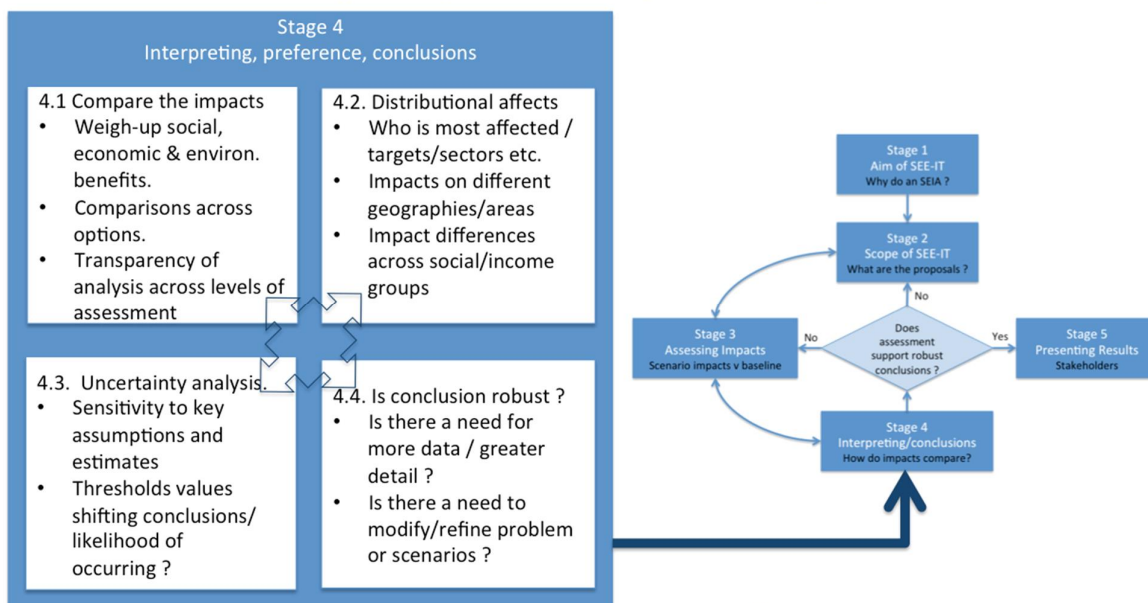 Stage 4
Interpreting, preference, conclusions
4.1 Compare the impacts
• Weigh-up social,
economic & environ.
benefits.
• Comparisons across
options.
• Transparency of
analysis across levels of
assessment
4.2. Distributional affects
• Who is most affected /
targets/sectors etc.
• Impacts on different
geographies/areas
• Impact differences
across social/income
groups
4.3. Uncertainty analysis.
• Sensitivity to key
assumptions and
estimates
• Thresholds values
shifting conclusions/
likelihood of
occurring ?
4.4. Is conclusion robust ?
• Is there a need for
more data / greater
detail ?
• Is there a need to
modify/refine problem
or scenarios ?
Stage 1
Aim of SEE-IT
Why do an SEIA ?
Stage 2
Scope of SEE-IT
What are the proposals ?
No
Stage 3
Assessing Impacts
Scenario impacts v baseline
No
Does
assessment
support robust
conclusions ?
Yes
Stage 5
Presenting Results
Stakeholders
Stage 4
Interpreting/conclusions
How do impacts compare?